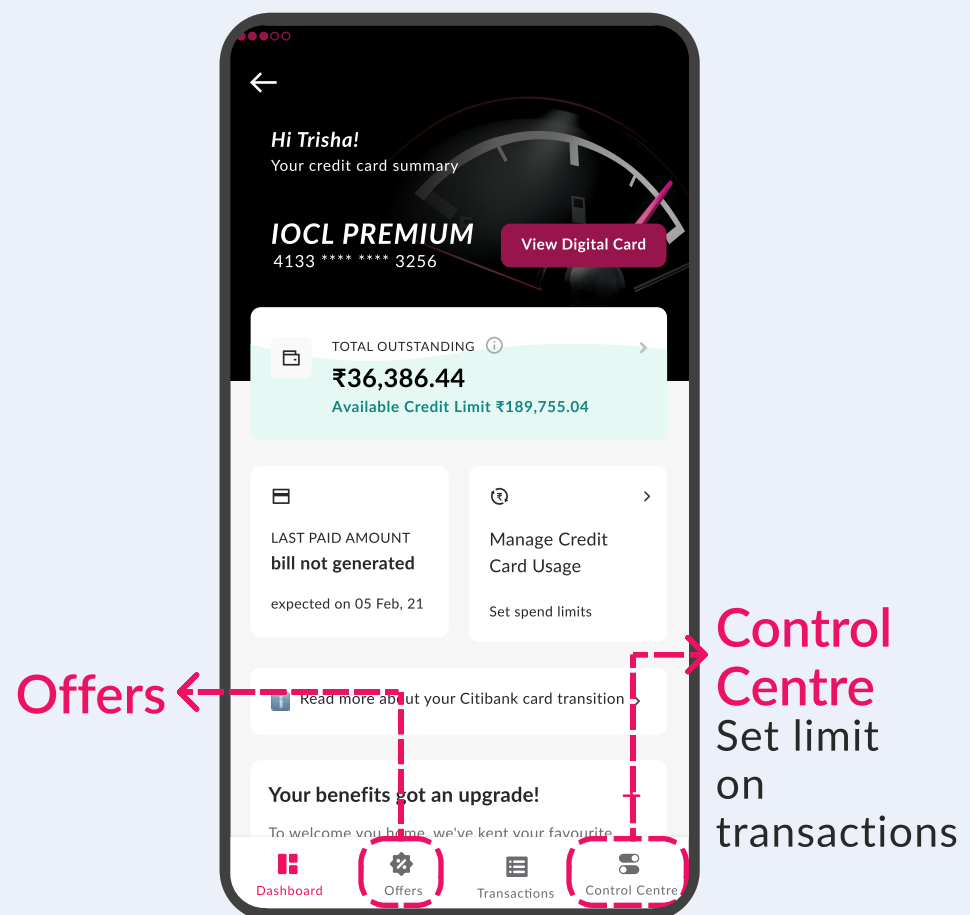 Hi Trisha!
Your credit card summary
IOCL PREMIUM
4133 **** **** 3256
View Digital Card
TOTAL OUTSTANDING
₹36,386.44
Available Credit Limit ₹189,755.04
LAST PAID AMOUNT
bill not generated
expected on 05 Feb, 21
Manage Credit
Card Usage
Set spend limits
Read more about your Citibank card transition
Your benefits got an upgrade!
To welcome you home, we've kept your favourite
Dashboard
Offers
Transactions
Control Centre
Offers
Control
Centre
Set limit
on
transactions